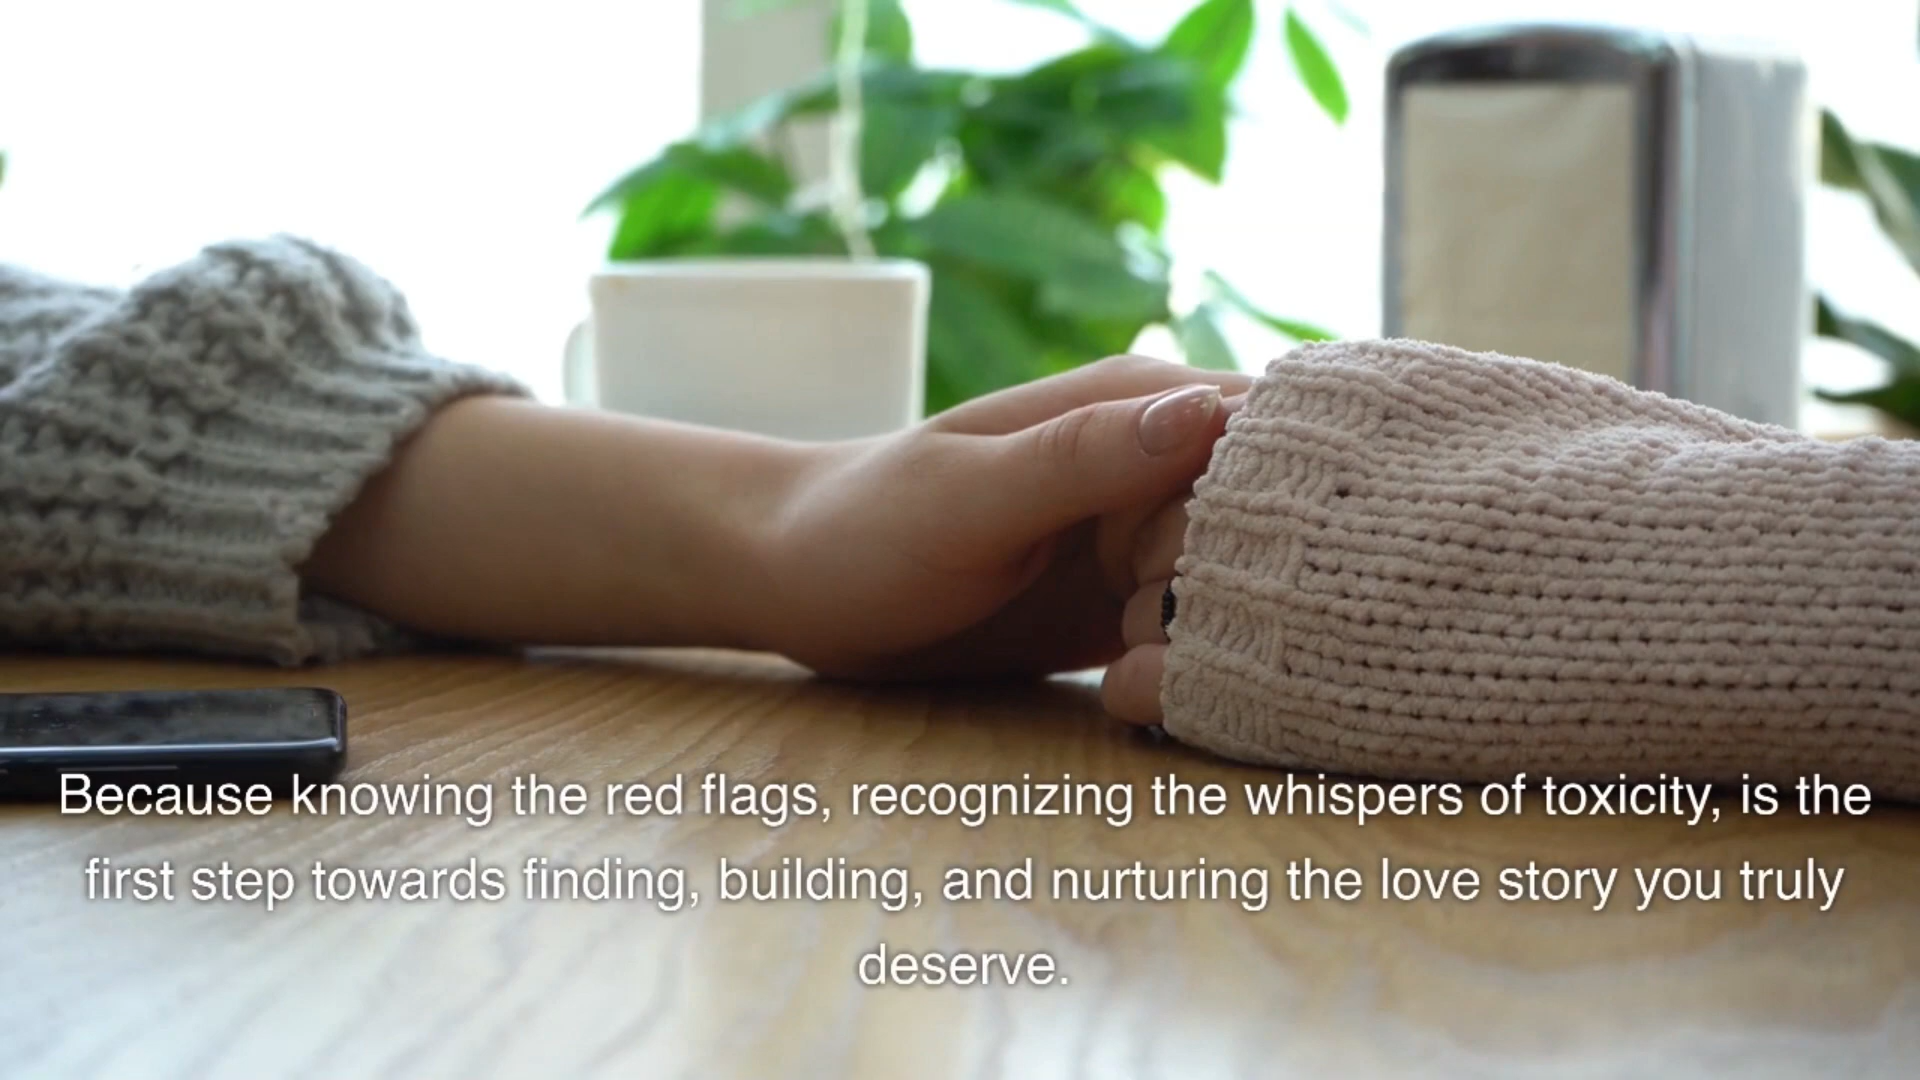 Because knowing the red flags, recognizing the whispers of toxicity, is the
first step towards finding, building, and nurturing the love story you truly
deserve.